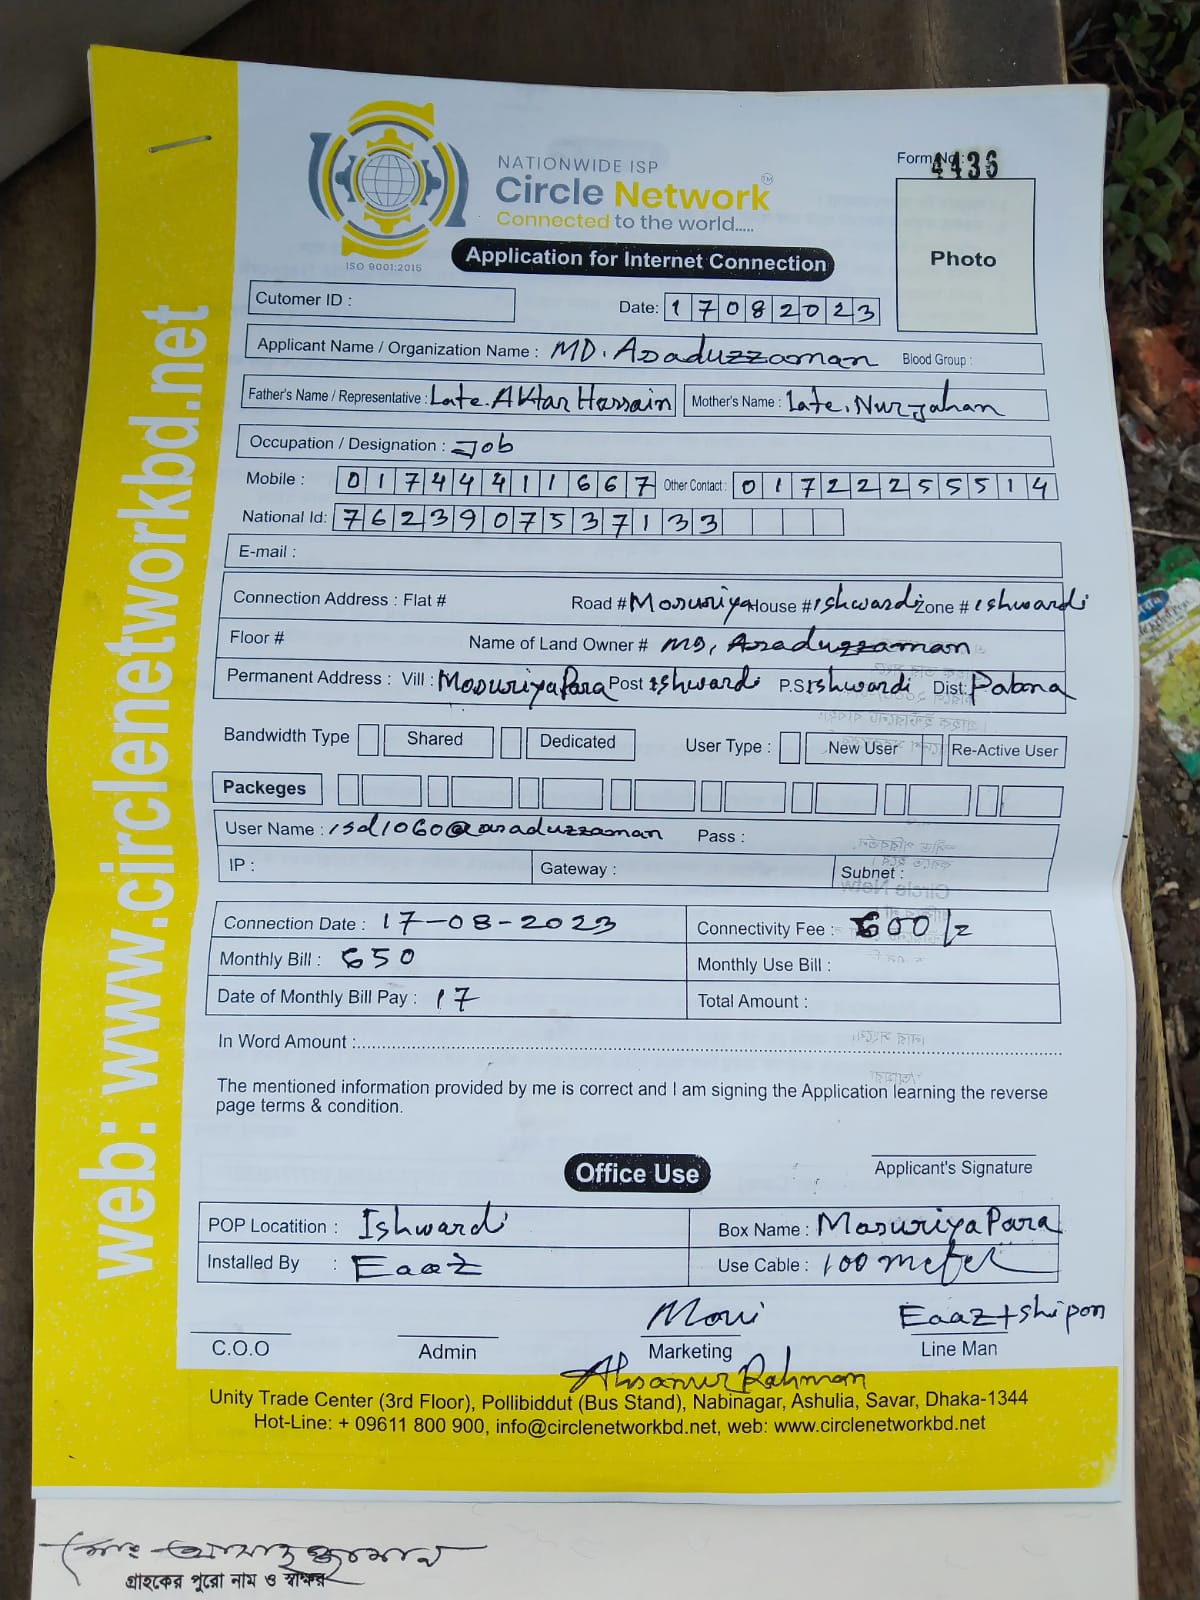 web: www.circlenetworkbd.net
ISO 9001:2015
NATIONWIDE ISP
Circle Network™
Connected to the world.....
Application for Internet Connection
Form No.: 4436
Photo
Cutomer ID :
Date: 17082023
Applicant Name / Organization Name : MD. Asaduzzaman Blood Group :
Father's Name / Representative : Late. Aktar Hossain Mother's Name : Late. Nurjahan
Occupation / Designation : Job
Mobile : 01744411667 Other Contact : 01722255514
National Id: 7623907537133
E-mail :
Connection Address : Flat # Road # Mosuriya House # Ishwardi Zone # Ishwardi
Floor # Name of Land Owner # MD, Asaduzzaman
Permanent Address : Vill : MosuriyaPara Post Ishwardi P.S Ishwardi Dist: Pabna
Bandwidth Type Shared Dedicated User Type : New User Re-Active User
Packeges
User Name : isd1060@asaduzzaman Pass :
IP : Gateway : Subnet :
Connection Date : 17-08-2023 Connectivity Fee : 600/=
Monthly Bill : 650 Monthly Use Bill :
Date of Monthly Bill Pay : 17 Total Amount :
In Word Amount :
The mentioned information provided by me is correct and I am signing the Application learning the reverse
page terms & condition.
Applicant's Signature
Office Use
POP Locatition : Ishwardi Box Name : MosuriyaPara
Installed By : Eaaz Use Cable : 100 meter
Eaaz+Shipon
C.O.O Admin Marketing Line Man
Ahsanur Rahman
Unity Trade Center (3rd Floor), Pollibiddut (Bus Stand), Nabinagar, Ashulia, Savar, Dhaka-1344
Hot-Line: + 09611 800 900, info@circlenetworkbd.net, web: www.circlenetworkbd.net
মোঃ আসাদুজ্জামান
গ্রাহকের পুরো নাম ও স্বাক্ষর